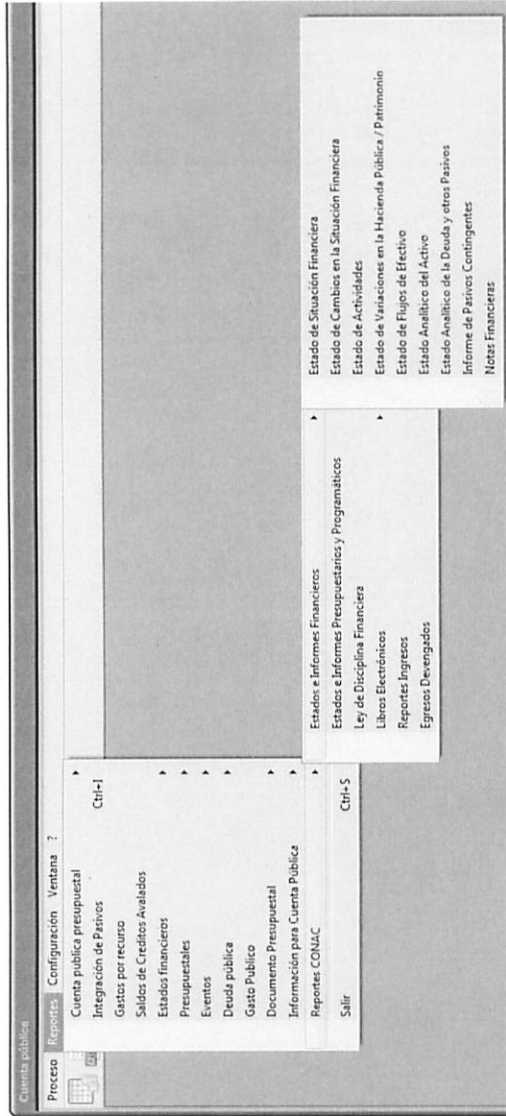 Cuenta pública
Proceso Reportes Configuración Ventana ?
Cuenta publica presupuestal
Integración de Pasivos Ctrl+I
Gastos por recurso
Saldos de Creditos Avalados
Estados financieros
Presupuestales
Eventos
Deuda pública
Gasto Publico
Documento Presupuestal
Información para Cuenta Pública
Reportes CONAC
Salir Ctrl+S
Estados e Informes Financieros
Estados e Informes Presupuestarios y Programáticos
Ley de Disciplina Financiera
Libros Electrónicos
Reportes Ingresos
Egresos Devengados
Estado de Situación Financiera
Estado de Cambios en la Situación Financiera
Estado de Actividades
Estado de Variaciones en la Hacienda Pública / Patrimonio
Estado de Flujos de Efectivo
Estado Analítico del Activo
Estado Analítico de la Deuda y otros Pasivos
Informe de Pasivos Contingentes
Notas Financieras